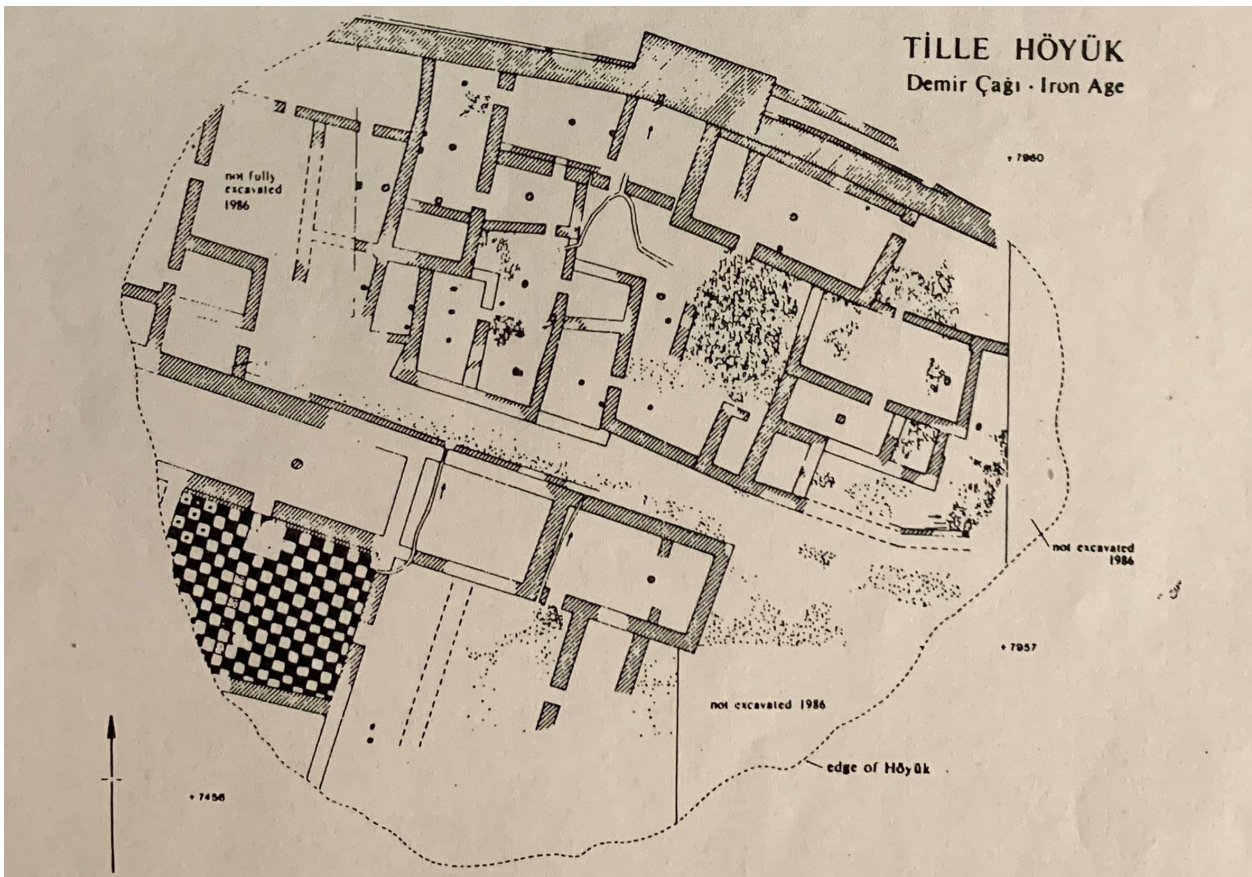 TİLLE HÖYÜK
Demir Çağı · Iron Age
+ 7960
not fully
excavated
1986
not excavated
1986
+ 7957
not excavated 1986
edge of Höyük
+ 7456